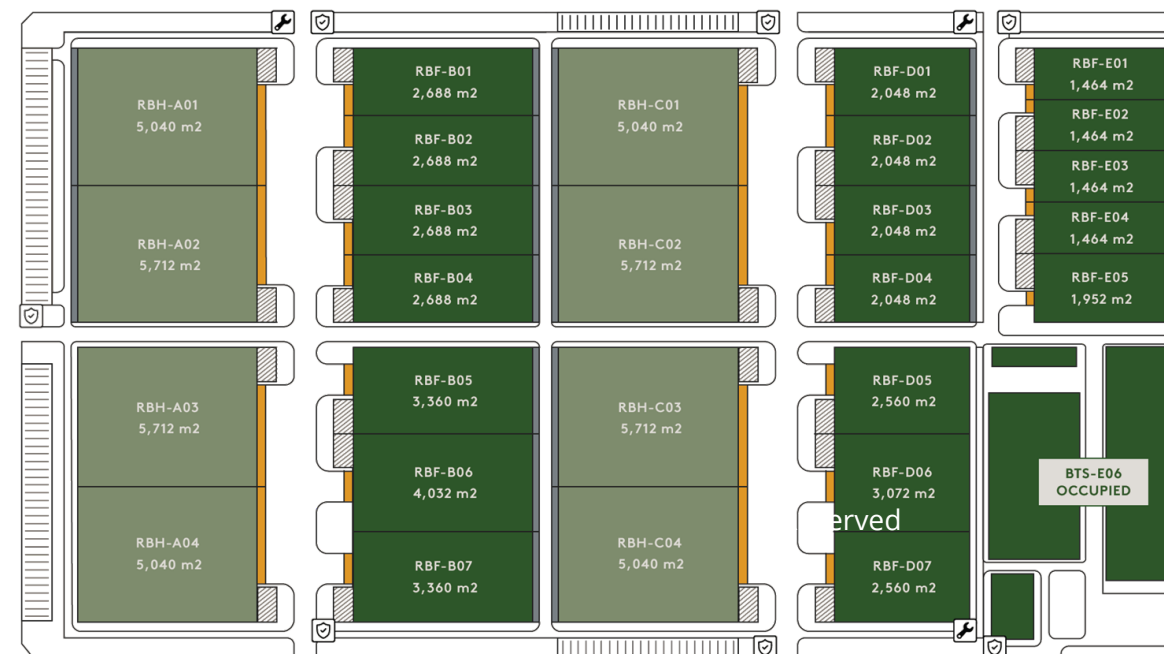 RBH-A01
5,040 m2
RBH-A02
5,712 m2
RBH-A03
5,712 m2
RBH-A04
5,040 m2
RBF-B01
2,688 m2
RBF-B02
2,688 m2
RBF-B03
2,688 m2
RBF-B04
2,688 m2
RBF-B05
3,360 m2
RBF-B06
4,032 m2
RBF-B07
3,360 m2
RBH-C01
5,040 m2
RBH-C02
5,712 m2
RBH-C03
5,712 m2
RBH-C04
5,040 m2
RBF-D01
2,048 m2
RBF-D02
2,048 m2
RBF-D03
2,048 m2
RBF-D04
2,048 m2
RBF-D05
2,560 m2
RBF-D06
3,072 m2
erved
RBF-D07
2,560 m2
RBF-E01
1,464 m2
RBF-E02
1,464 m2
RBF-E03
1,464 m2
RBF-E04
1,464 m2
RBF-E05
1,952 m2
BTS-E06
OCCUPIED